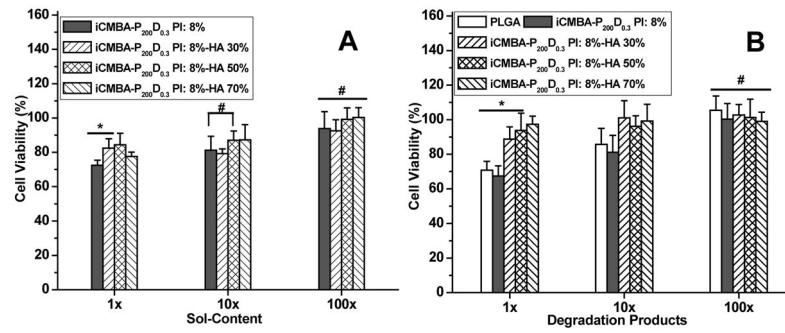 A
iCMBA-P200D0.3 PI: 8%
iCMBA-P200D0.3 PI: 8%-HA 30%
iCMBA-P200D0.3 PI: 8%-HA 50%
iCMBA-P200D0.3 PI: 8%-HA 70%
Cell Viability (%)
160
140
120
100
80
60
40
20
0
*
#
#
1x
10x
100x
Sol-Content
B
PLGA
iCMBA-P200D0.3 PI: 8%
iCMBA-P200D0.3 PI: 8%-HA 30%
iCMBA-P200D0.3 PI: 8%-HA 50%
iCMBA-P200D0.3 PI: 8%-HA 70%
Cell Viability (%)
160
140
120
100
80
60
40
20
0
*
#
1x
10x
100x
Degradation Products